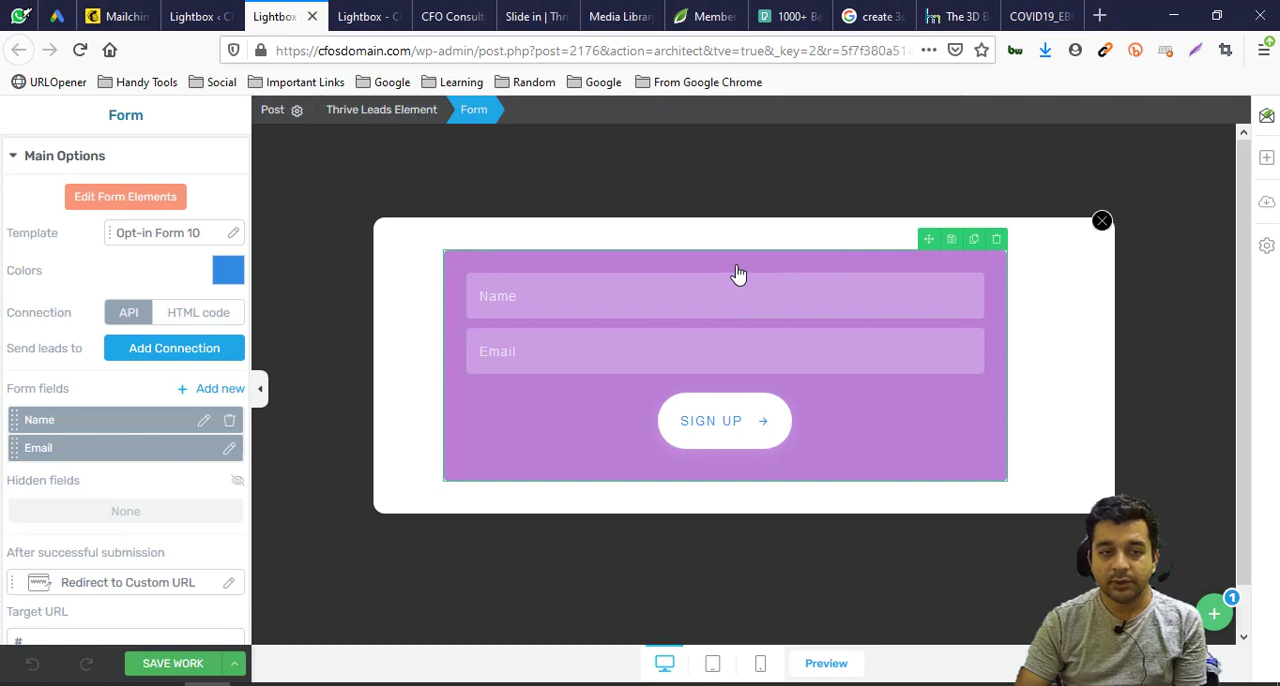 Mailchin
Lightbox ‹ C
Lightbox
Lightbox - C
CFO Consult
Slide in | Thri
Media Library
Member
1000+ Be
create 3d
The 3D B
COVID19_EB
https://cfosdomain.com/wp-admin/post.php?post=2176&action=architect&tve=true&_key=2&r=5f7f380a51
URLOpener
Handy Tools
Social
Important Links
Google
Learning
Random
Google
From Google Chrome
Form
Post
Thrive Leads Element
Form
Main Options
Edit Form Elements
Template
Opt-in Form 10
Colors
Connection
API
HTML code
Send leads to
Add Connection
Form fields
+ Add new
Name
Email
Hidden fields
None
After successful submission
www
Redirect to Custom URL
Target URL
#
SAVE WORK
Name
Email
SIGN UP →
Preview
1